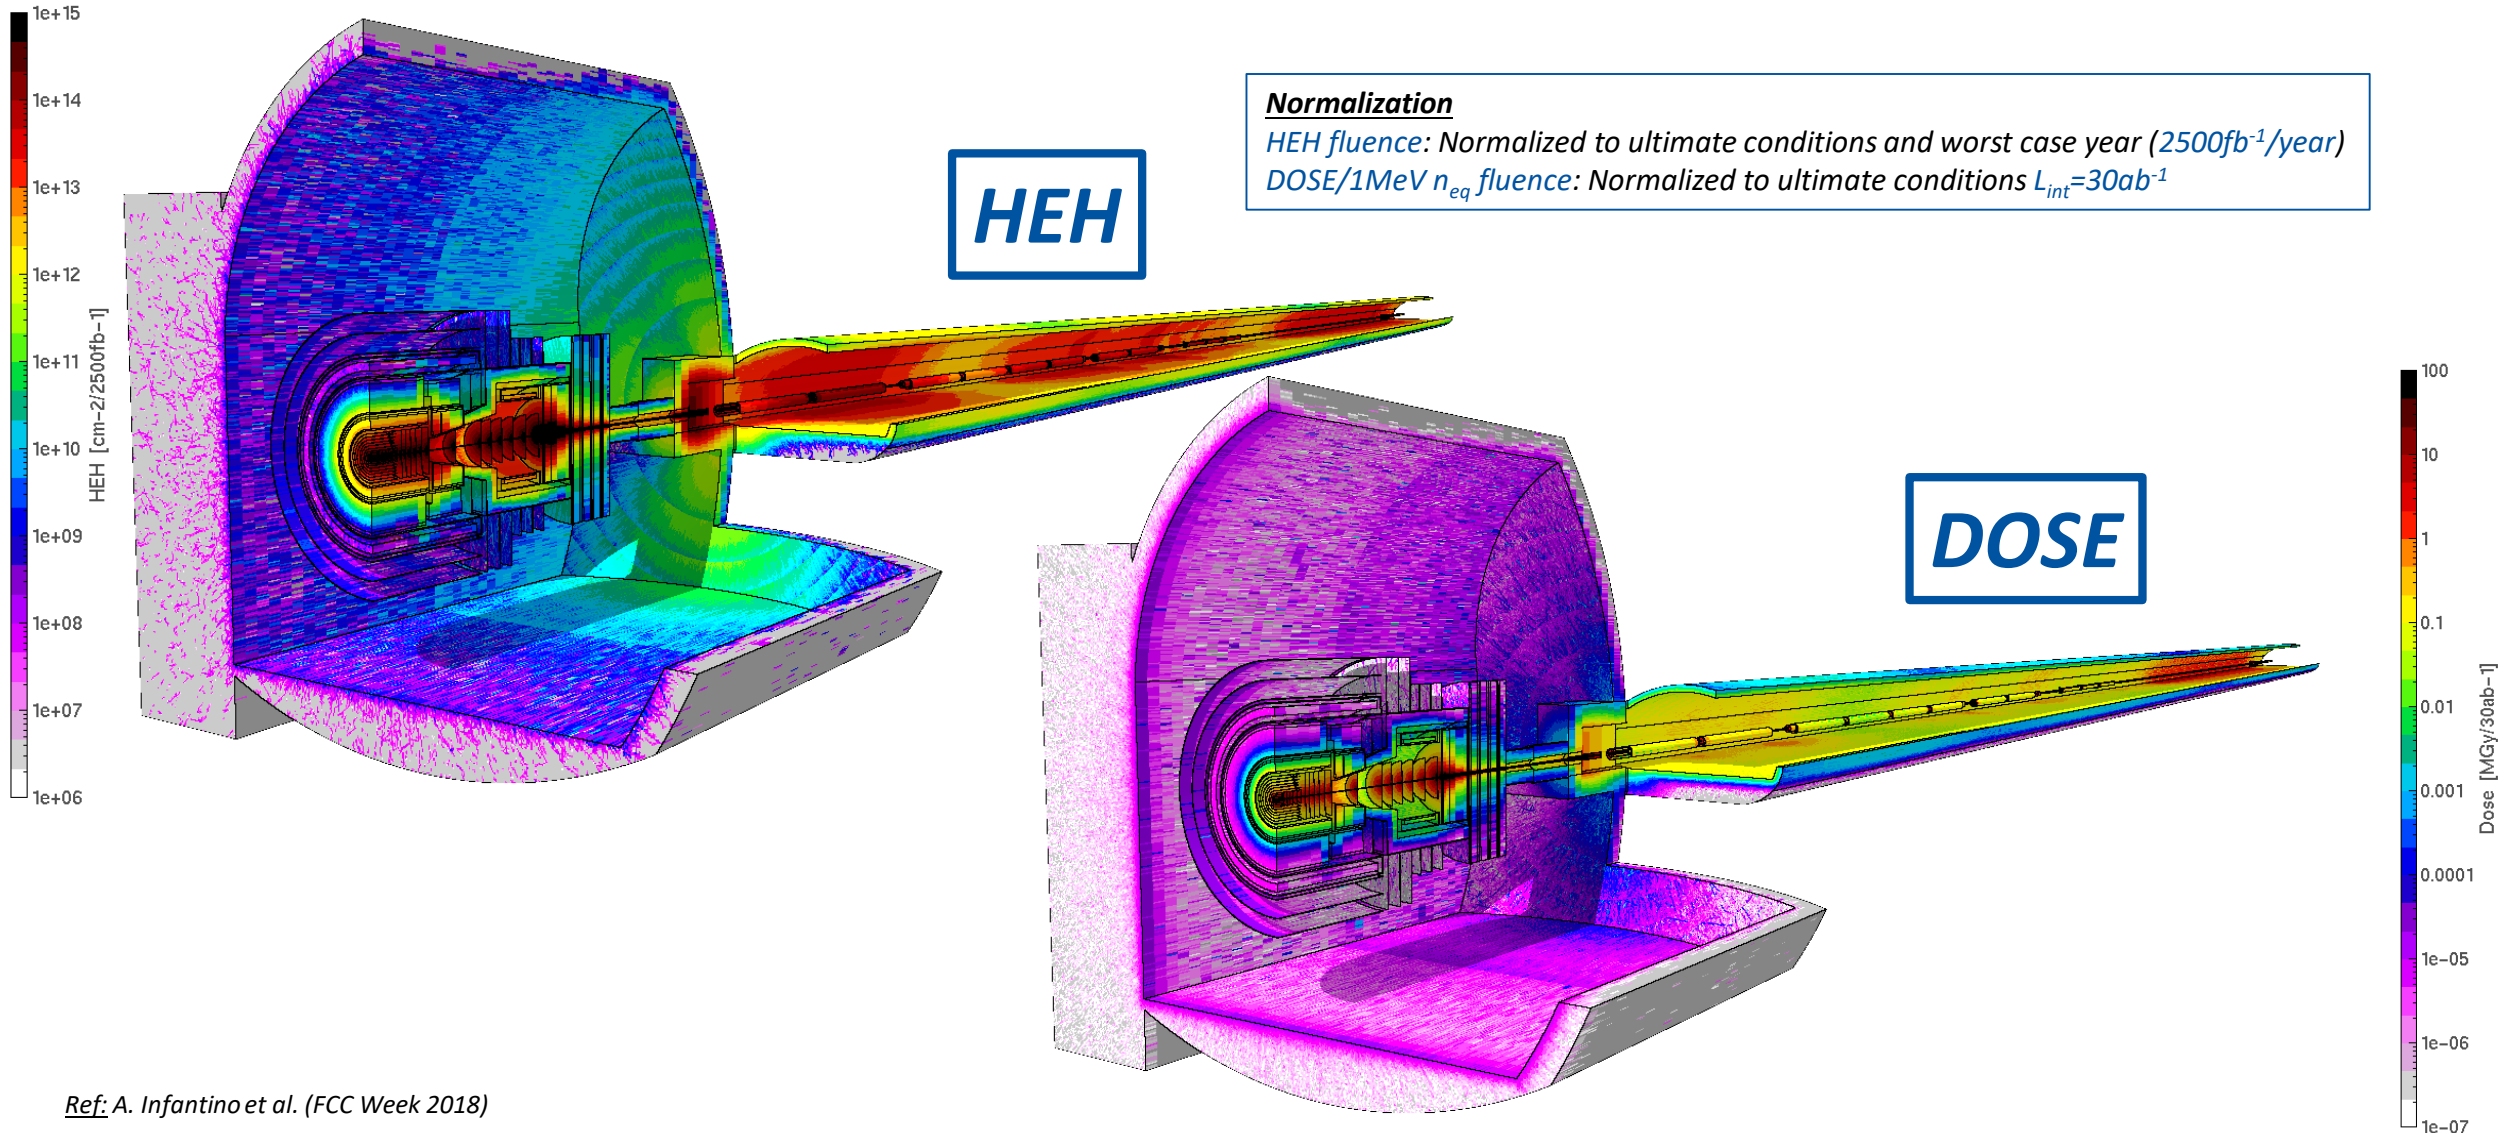 1e+15
1e+14
1e+13
1e+12
1e+11
1e+10
1e+09
1e+08
1e+07
1e+06
HEH [cm-2/2500fb-1]
Normalization
HEH fluence: Normalized to ultimate conditions and worst case year (2500fb⁻¹/year)
DOSE/1MeV n_eq fluence: Normalized to ultimate conditions L_int=30ab⁻¹
HEH
DOSE
100
10
1
0.1
0.01
0.001
0.0001
1e-05
1e-06
1e-07
Dose [MGy/30ab-1]
Ref: A. Infantino et al. (FCC Week 2018)